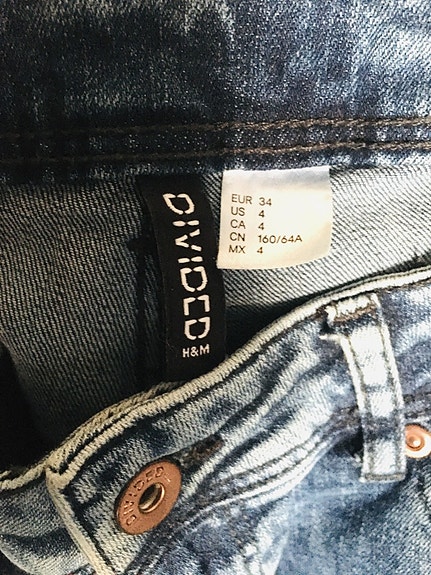 DIVIDED
H&M
EUR 34
US 4
CA 4
CN 160/64A
MX 4
DIVIDED